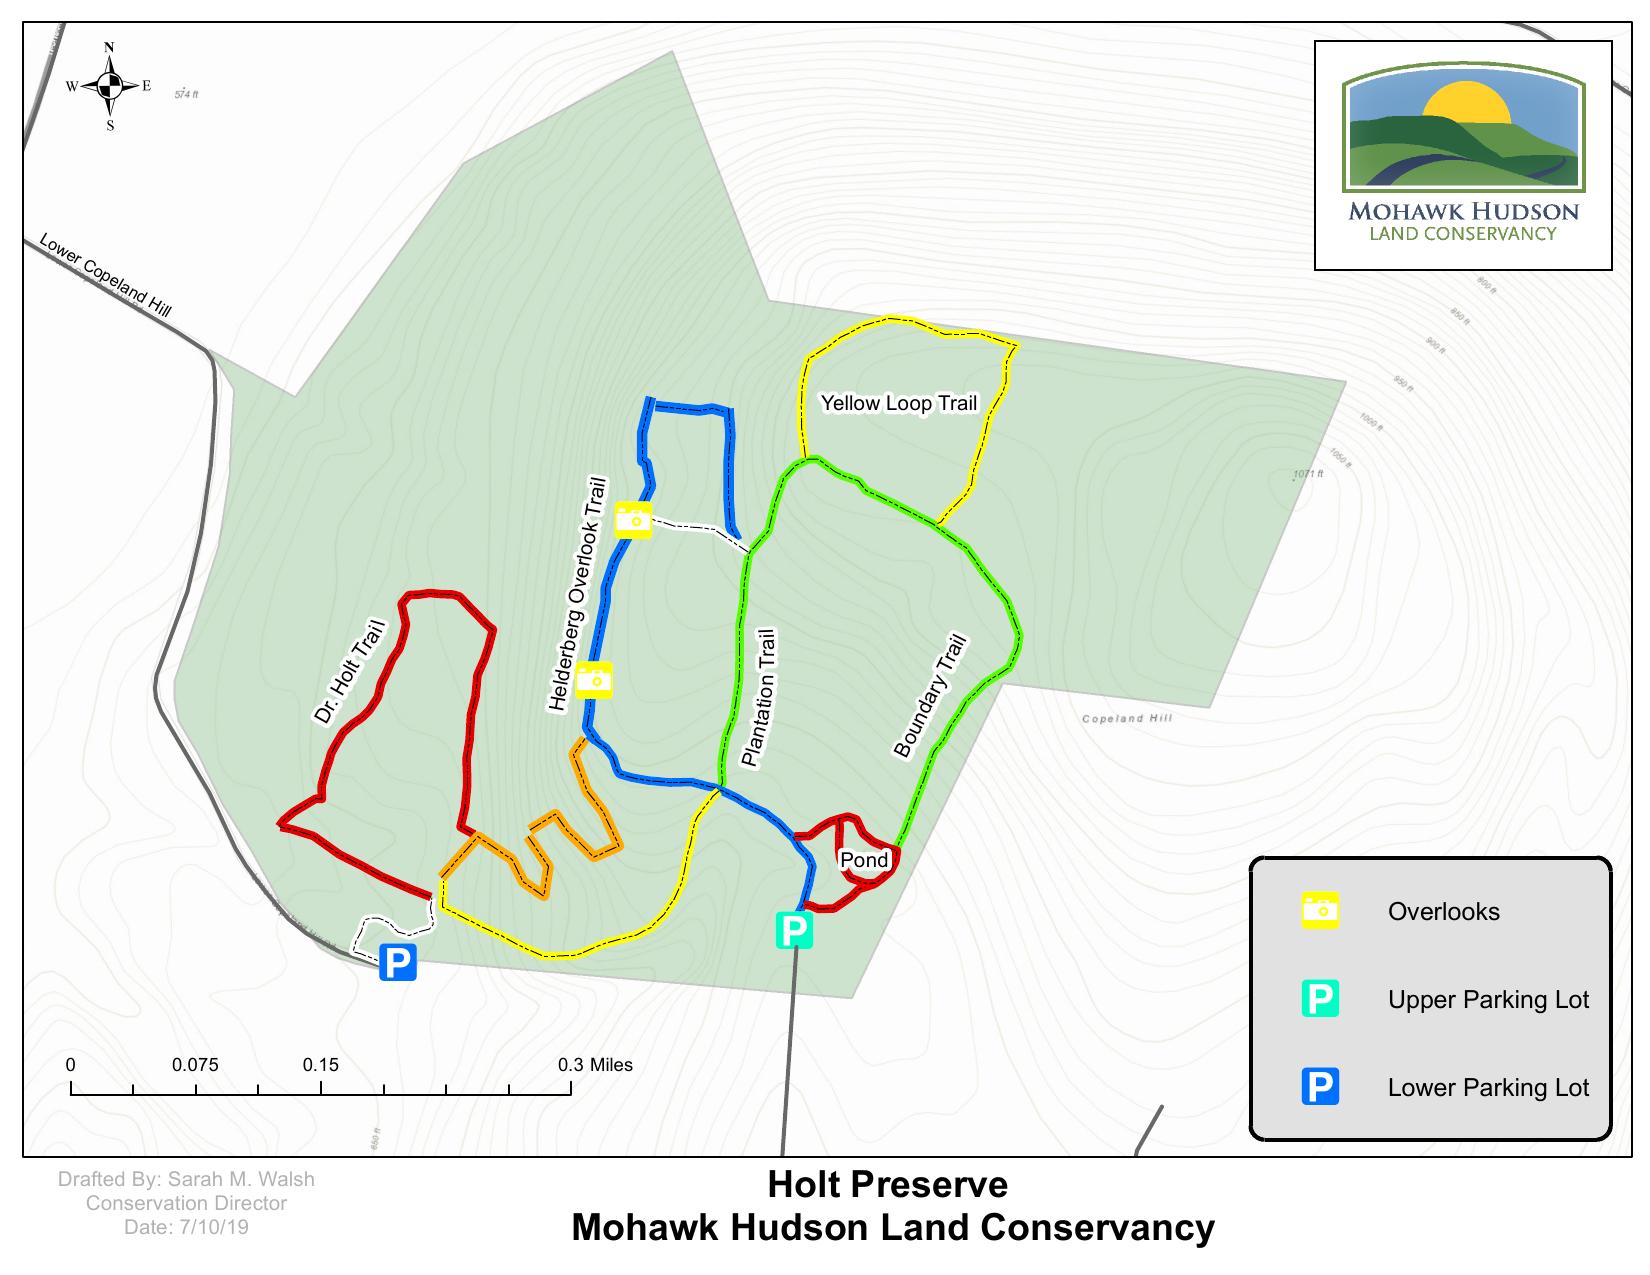 N
W E
S
574 ft
MOHAWK HUDSON
LAND CONSERVANCY
Lower Copeland Hill
800 ft
850 ft
900 ft
950 ft
1000 ft
1050 ft
1071 ft
Yellow Loop Trail
Helderberg Overlook Trail
Dr. Holt Trail
Plantation Trail
Boundary Trail
Copeland Hill
Pond
P
P
Overlooks
P Upper Parking Lot
P Lower Parking Lot
0 0.075 0.15 0.3 Miles
650 ft
Drafted By: Sarah M. Walsh
Conservation Director
Date: 7/10/19
Holt Preserve
Mohawk Hudson Land Conservancy